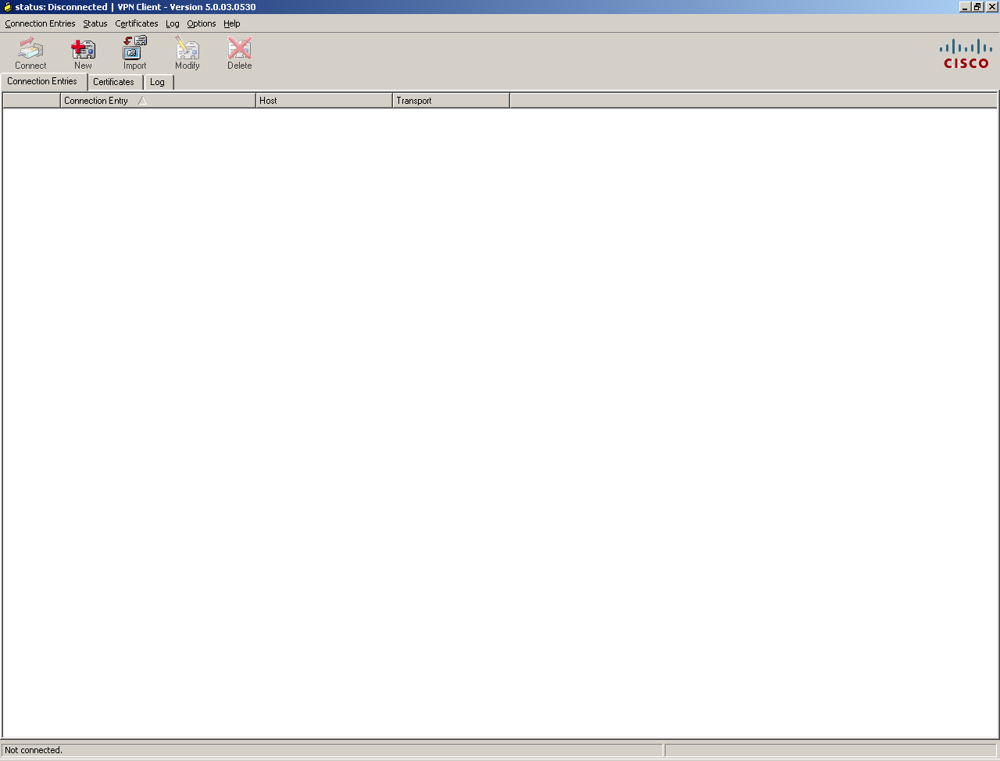 status: Disconnected | VPN Client - Version 5.0.03.0530
Connection Entries Status Certificates Log Options Help
Connect New Import Modify Delete
CISCO
Connection Entries Certificates Log
Connection Entry Host Transport
Not connected.